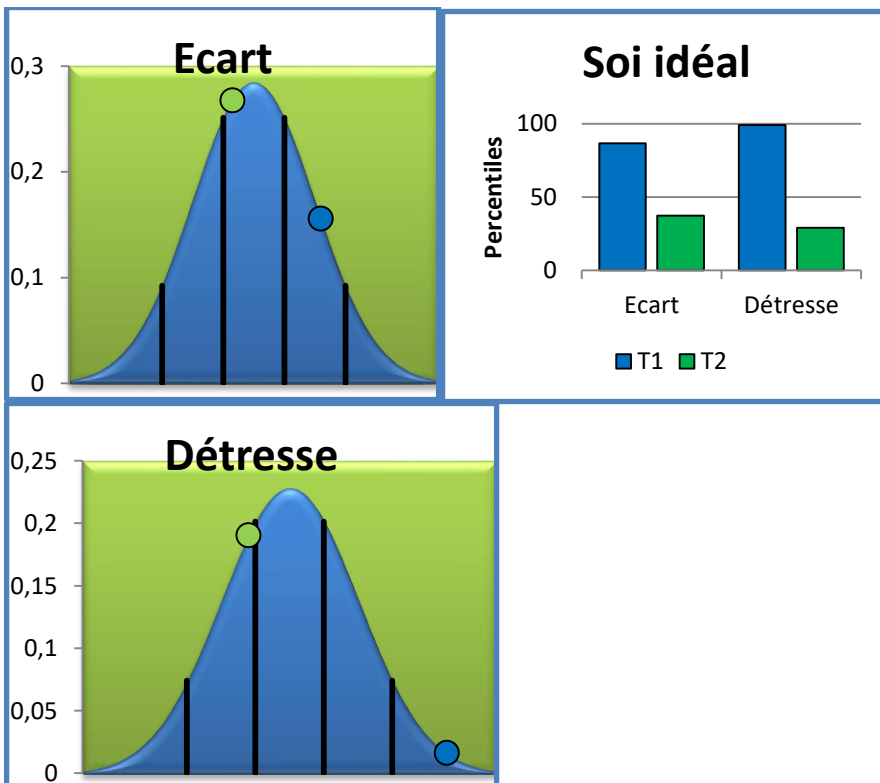 Ecart
0,3
0,2
0,1
0
Soi idéal
Percentiles
100
50
0
Ecart Détresse
T1 T2
Détresse
0,25
0,2
0,15
0,1
0,05
0